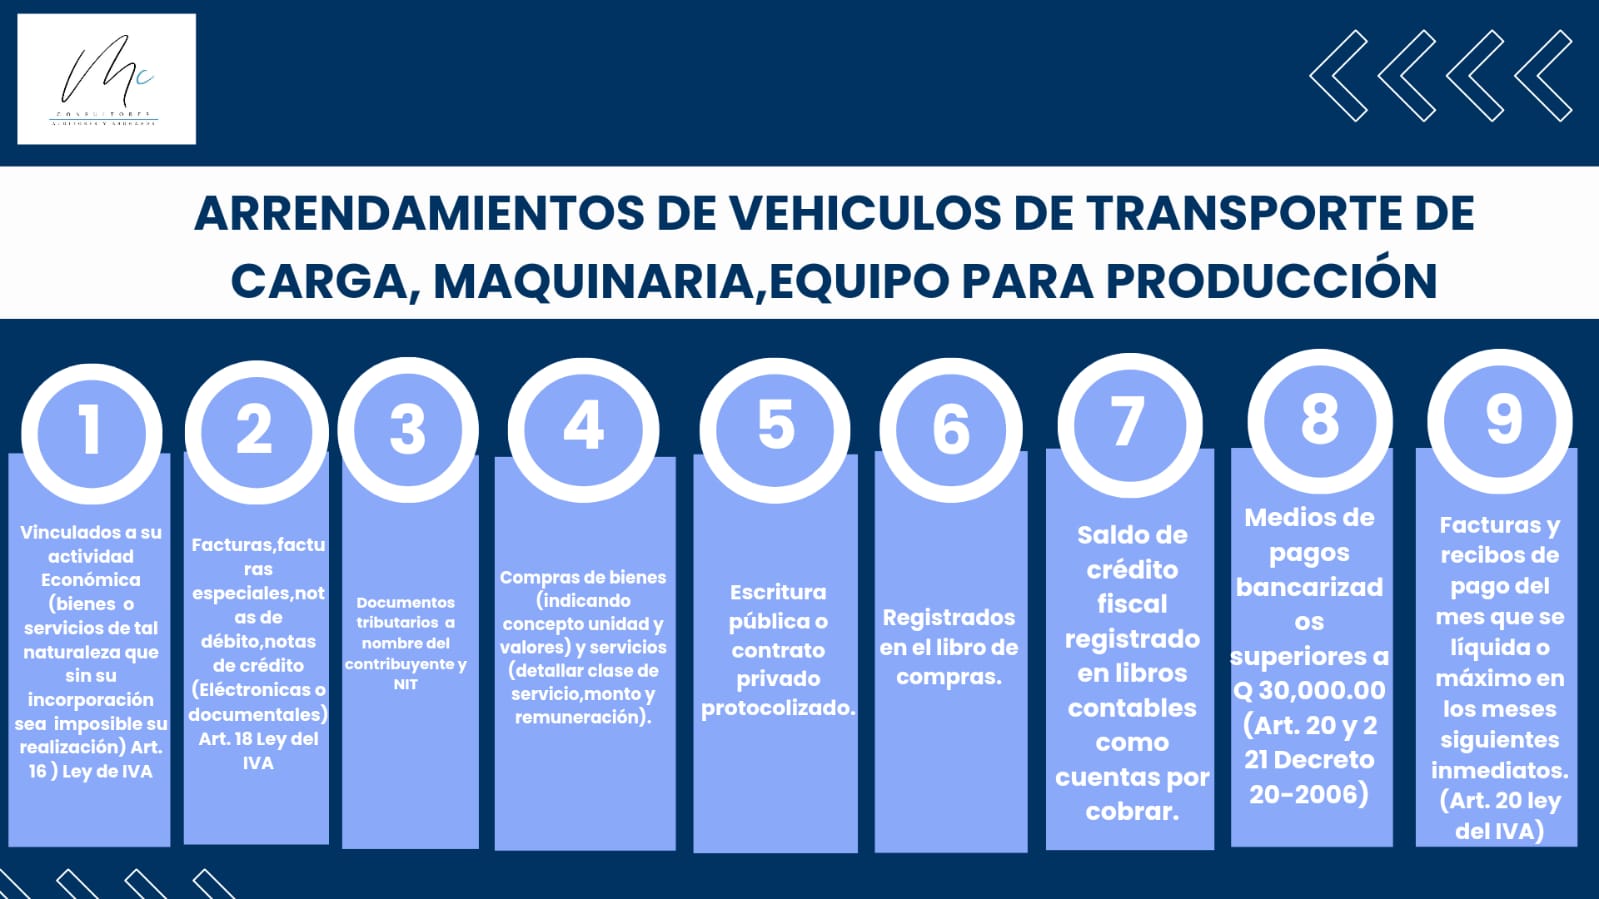 Mc
CONSULTORES
AUDITORES Y ABOGADOS
ARRENDAMIENTOS DE VEHICULOS DE TRANSPORTE DE
CARGA, MAQUINARIA,EQUIPO PARA PRODUCCIÓN
1
Vinculados a su
actividad
Económica
(bienes o
servicios de tal
naturaleza que
sin su
incorporación
sea imposible su
realización) Art.
16 ) Ley de IVA
2
Facturas,factu
ras
especiales,not
as de
débito,notas
de crédito
(Eléctronicas o
documentales)
Art. 18 Ley del
IVA
3
Documentos
tributarios a
nombre del
contribuyente y
NIT
4
Compras de bienes
(indicando
concepto unidad y
valores) y servicios
(detallar clase de
servicio,monto y
remuneración).
5
Escritura
pública o
contrato
privado
protocolizado.
6
Registrados
en el libro de
compras.
7
Saldo de
crédito
fiscal
registrado
en libros
contables
como
cuentas por
cobrar.
8
Medios de
pagos
bancarizad
os
superiores a
Q 30,000.00
(Art. 20 y 2
21 Decreto
20-2006)
9
Facturas y
recibos de
pago del
mes que se
líquida o
máximo en
los meses
siguientes
inmediatos.
(Art. 20 ley
del IVA)